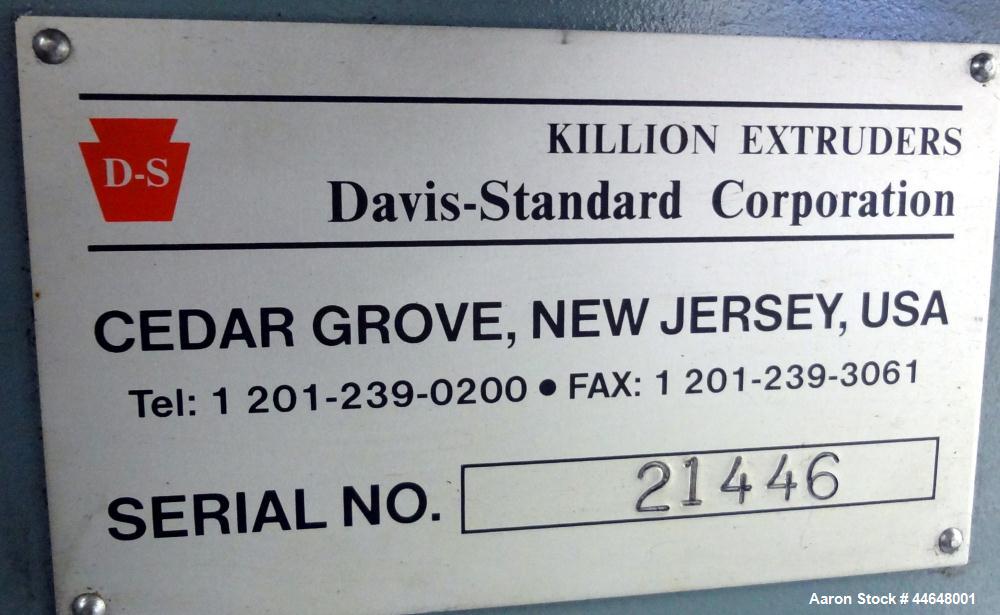 D-S
KILLION EXTRUDERS
Davis-Standard Corporation
CEDAR GROVE, NEW JERSEY, USA
Tel: 1 201-239-0200 ● FAX: 1 201-239-3061
SERIAL NO. 21446
Aaron Stock # 44648001